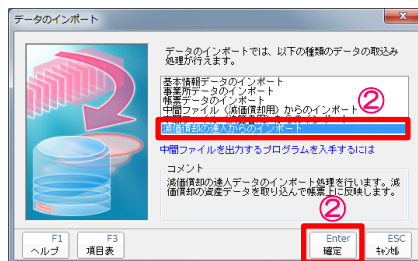 データのインポート
データのインポートでは、以下の種類のデータの取込み
処理が行えます。
基本情報データのインポート
事業所データのインポート
帳票データのインポート
中間ファイル（減価償却用）からのインポート
②
減価償却の達人からのインポート
中間ファイルを出力するプログラムを入手するには
コメント
減価償却の達人データのインポート処理を行います。減
価償却の資産データを取り込んで帳票上に反映します。
②
F1
ヘルプ
F3
項目表
Enter
確定
ESC
ｷｬﾝｾﾙ